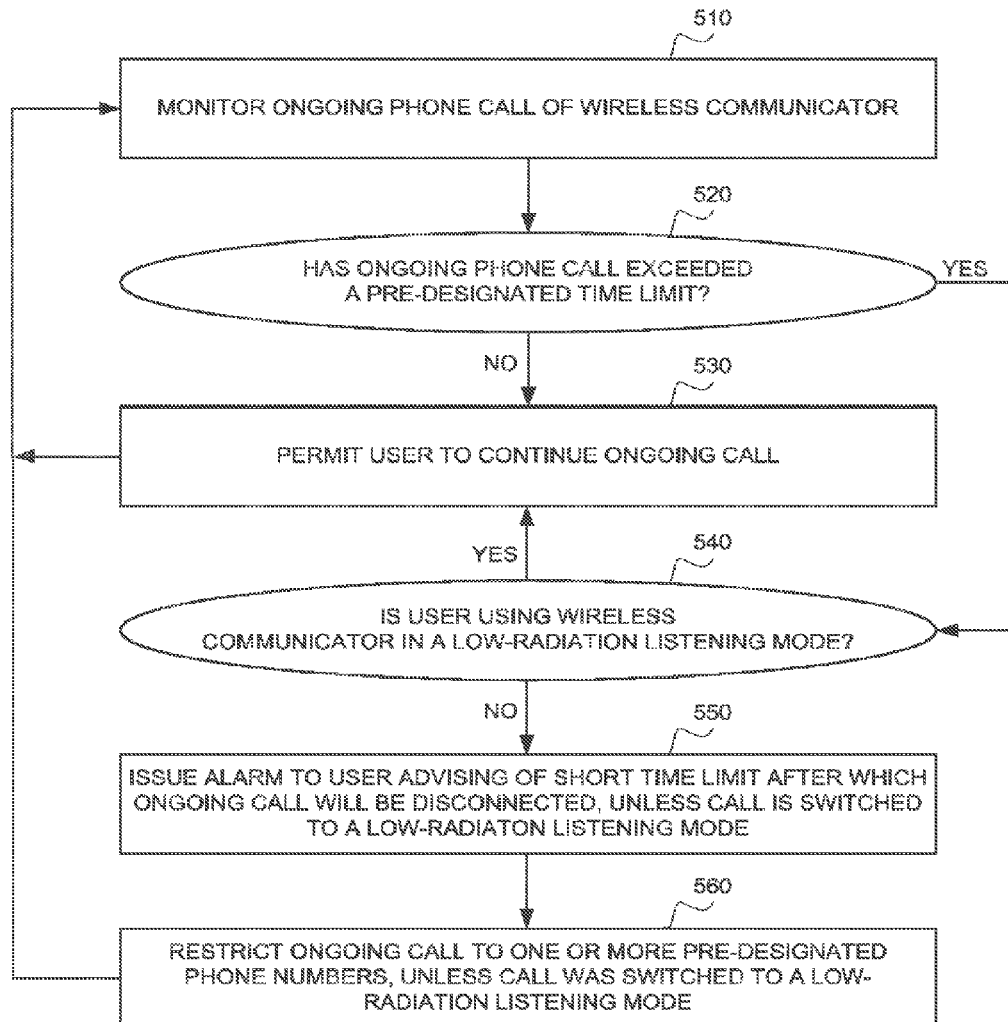 510
MONITOR ONGOING PHONE CALL OF WIRELESS COMMUNICATOR
520
HAS ONGOING PHONE CALL EXCEEDED
A PRE-DESIGNATED TIME LIMIT?
YES
NO
530
PERMIT USER TO CONTINUE ONGOING CALL
YES
540
IS USER USING WIRELESS
COMMUNICATOR IN A LOW-RADIATION LISTENING MODE?
NO
550
ISSUE ALARM TO USER ADVISING OF SHORT TIME LIMIT AFTER WHICH
ONGOING CALL WILL BE DISCONNECTED, UNLESS CALL IS SWITCHED
TO A LOW-RADIATON LISTENING MODE
560
RESTRICT ONGOING CALL TO ONE OR MORE PRE-DESIGNATED
PHONE NUMBERS, UNLESS CALL WAS SWITCHED TO A LOW-
RADIATION LISTENING MODE